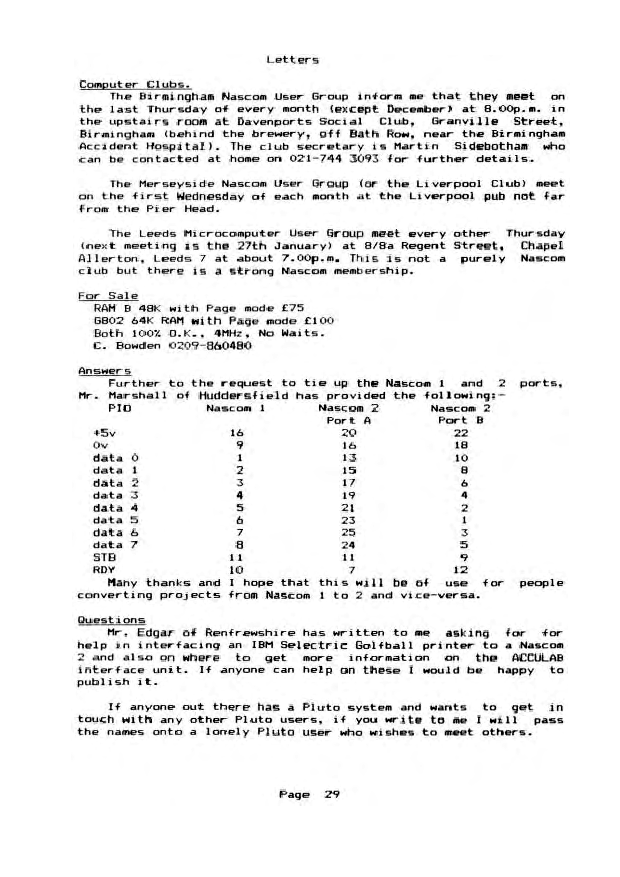 Letters
Computer Clubs.
The Birmingham Nascom User Group inform me that they meet on
the last Thursday of every month (except December) at 8.00p.m. in
the upstairs room at Davenports Social Club, Granville Street,
Birmingham (behind the brewery, off Bath Row, near the Birmingham
Accident Hospital). The club secretary is Martin Sidebotham who
can be contacted at home on 021-744 3093 for further details.
The Merseyside Nascom User Group (or the Liverpool Club) meet
on the first Wednesday of each month at the Liverpool pub not far
from the Pier Head.
The Leeds Microcomputer User Group meet every other Thursday
(next meeting is the 27th January) at 8/8a Regent Street, Chapel
Allerton, Leeds 7 at about 7.00p.m. This is not a purely Nascom
club but there is a strong Nascom membership.
For Sale
RAM B 48K with Page mode £75
G802 64K RAM with Page mode £100
Both 100% O.K., 4MHz, No Waits.
C. Bowden 0209-860480
Answers
Further to the request to tie up the Nascom 1 and 2 ports,
Mr. Marshall of Huddersfield has provided the following:-
PIO Nascom 1 Nascom 2 Nascom 2
Port A Port B
+5v 16 20 22
0v 9 16 18
data 0 1 13 10
data 1 2 15 8
data 2 3 17 6
data 3 4 19 4
data 4 5 21 2
data 5 6 23 1
data 6 7 25 3
data 7 8 24 5
STB 11 11 9
RDY 10 7 12
Many thanks and I hope that this will be of use for people
converting projects from Nascom 1 to 2 and vice-versa.
Questions
Mr. Edgar of Renfrewshire has written to me asking for for
help in interfacing an IBM Selectric Golfball printer to a Nascom
2 and also on where to get more information on the ACCULAB
interface unit. If anyone can help on these I would be happy to
publish it.
If anyone out there has a Pluto system and wants to get in
touch with any other Pluto users, if you write to me I will pass
the names onto a lonely Pluto user who wishes to meet others.
Page 29